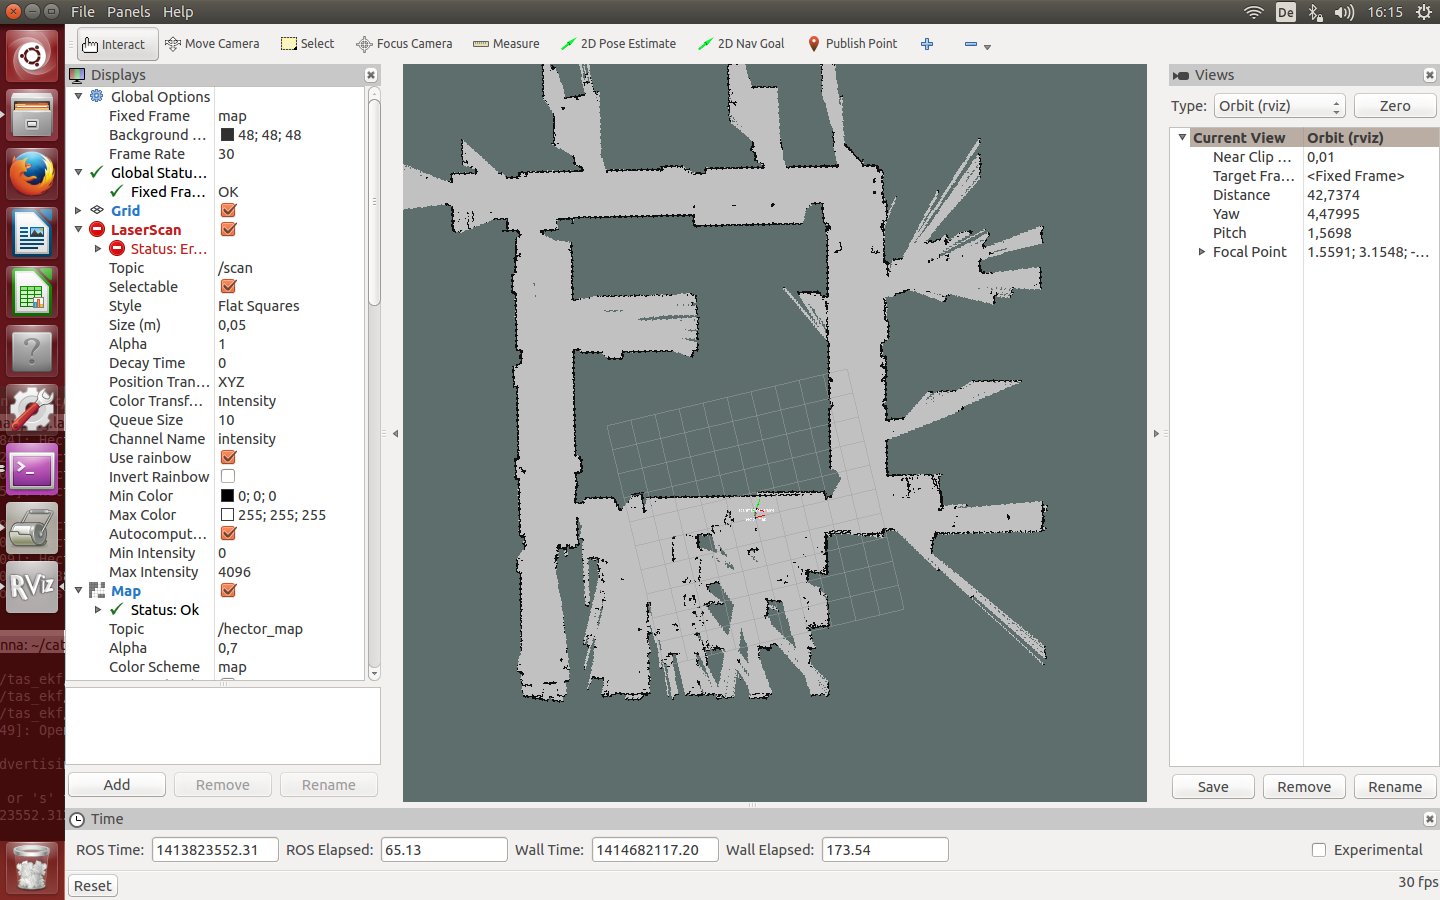 File Panels Help
De 16:15
Interact Move Camera Select Focus Camera Measure 2D Pose Estimate 2D Nav Goal Publish Point
Displays
Global Options
Fixed Frame map
Background ... 48; 48; 48
Frame Rate 30
Global Statu...
Fixed Fra... OK
Grid
LaserScan
Status: Er...
Topic /scan
Selectable
Style Flat Squares
Size (m) 0,05
Alpha 1
Decay Time 0
Position Tran... XYZ
Color Transf... Intensity
Queue Size 10
Channel Name intensity
Use rainbow
Invert Rainbow
Min Color 0; 0; 0
Max Color 255; 255; 255
Autocomput...
Min Intensity 0
Max Intensity 4096
Map
Status: Ok
Topic /hector_map
Alpha 0,7
Color Scheme map
Add Remove Rename
Views
Type: Orbit (rviz) Zero
Current View Orbit (rviz)
Near Clip ... 0,01
Target Fra... <Fixed Frame>
Distance 42,7374
Yaw 4,47995
Pitch 1,5698
Focal Point 1.5591; 3.1548; -...
Save Remove Rename
RViz
nna: ~/cat
/tas_ekf/
/tas_ekf/
/tas_ekf/
49]: Oper
dvertisin
or 's'
23552.31
Time
ROS Time: 1413823552.31 ROS Elapsed: 65.13 Wall Time: 1414682117.20 Wall Elapsed: 173.54 Experimental
Reset 30 fps